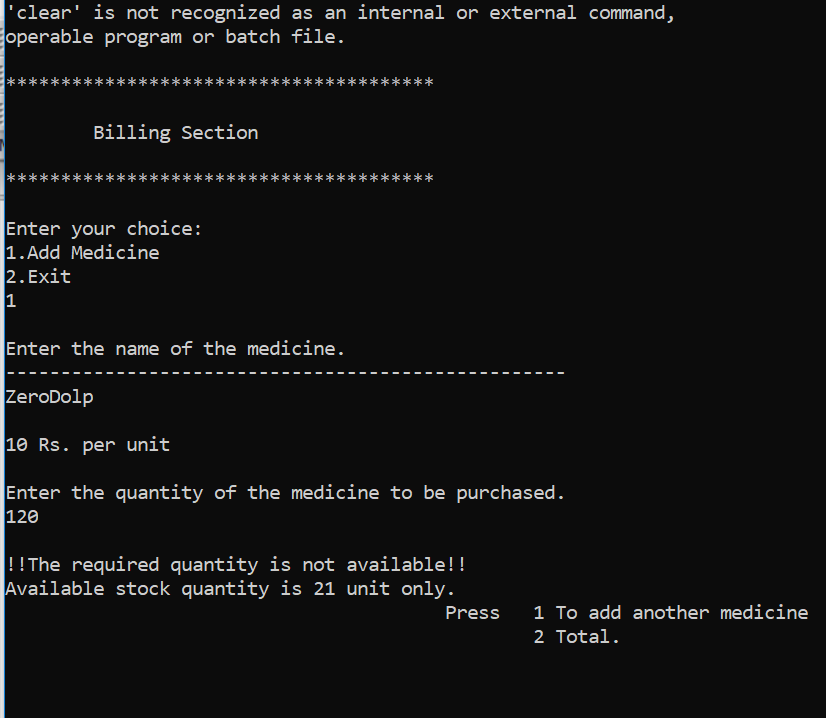 'clear' is not recognized as an internal or external command,
operable program or batch file.
***************************************
Billing Section
***************************************
Enter your choice:
1.Add Medicine
2.Exit
1
Enter the name of the medicine.
---------------------------------------------------
ZeroDolp
10 Rs. per unit
Enter the quantity of the medicine to be purchased.
120
!!The required quantity is not available!!
Available stock quantity is 21 unit only.
Press   1 To add another medicine
2 Total.